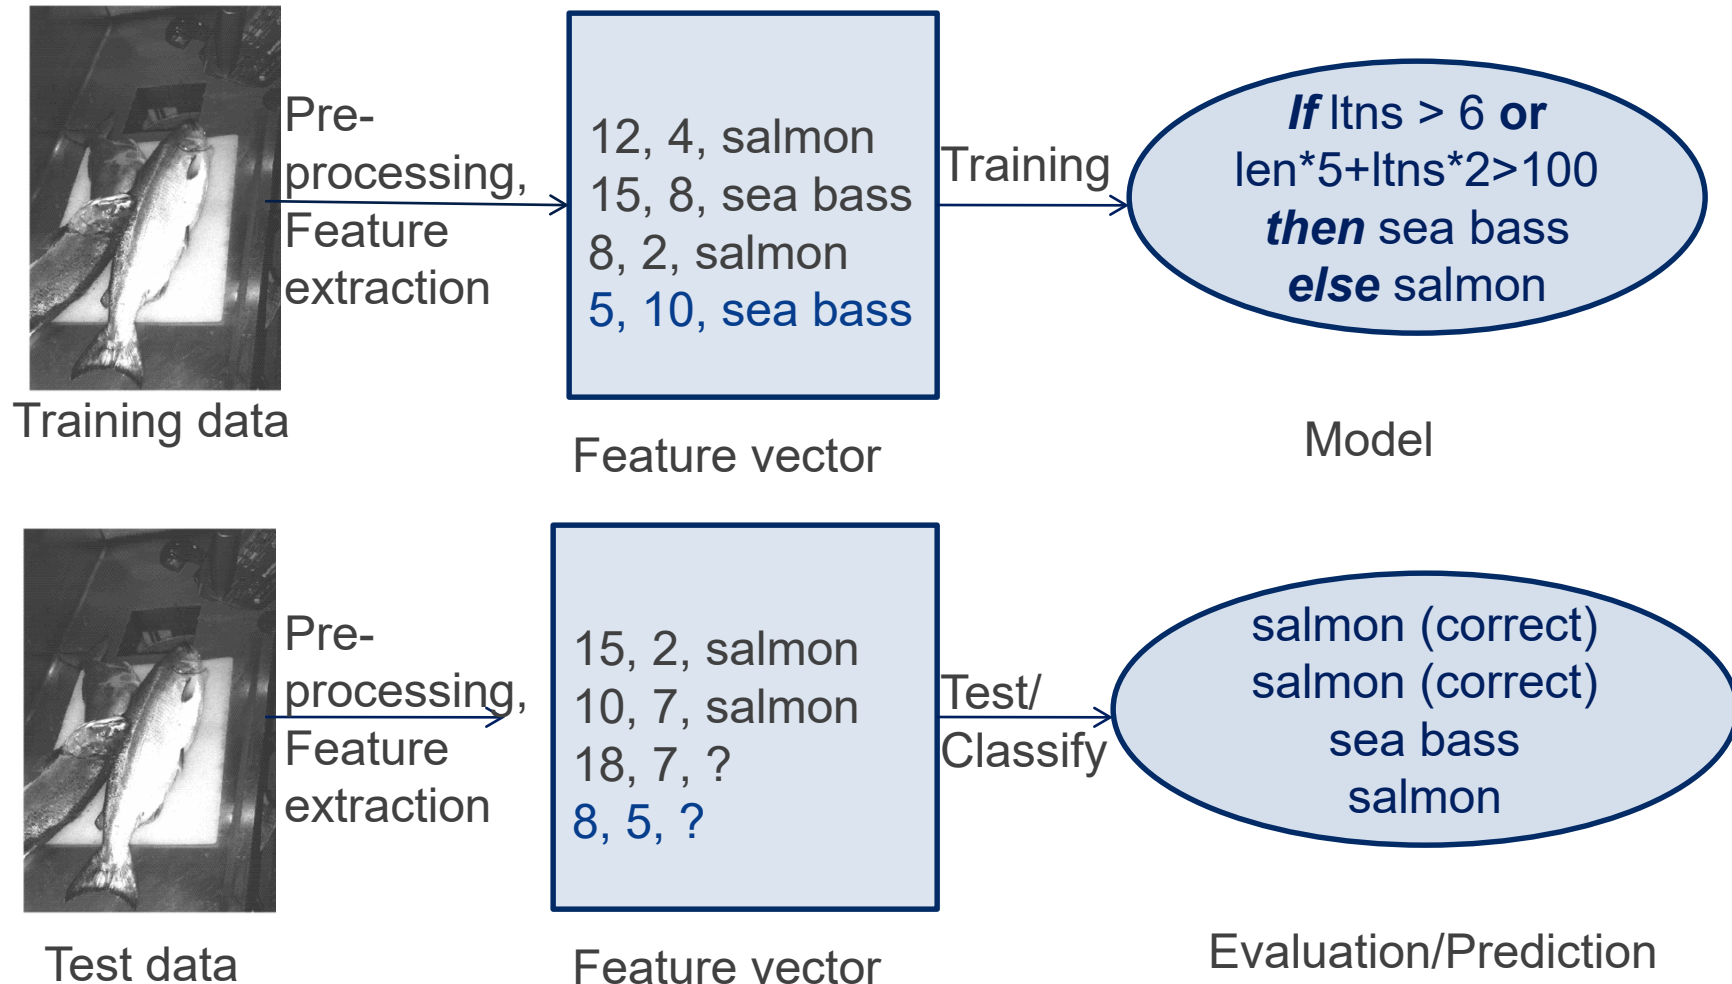 Pre-
processing,
Feature
extraction
12, 4, salmon
15, 8, sea bass
8, 2, salmon
5, 10, sea bass
Training
If ltns > 6 or
len*5+ltns*2>100
then sea bass
else salmon
Training data
Feature vector
Model
Pre-
processing,
Feature
extraction
15, 2, salmon
10, 7, salmon
18, 7, ?
8, 5, ?
Test/
Classify
salmon (correct)
salmon (correct)
sea bass
salmon
Test data
Feature vector
Evaluation/Prediction